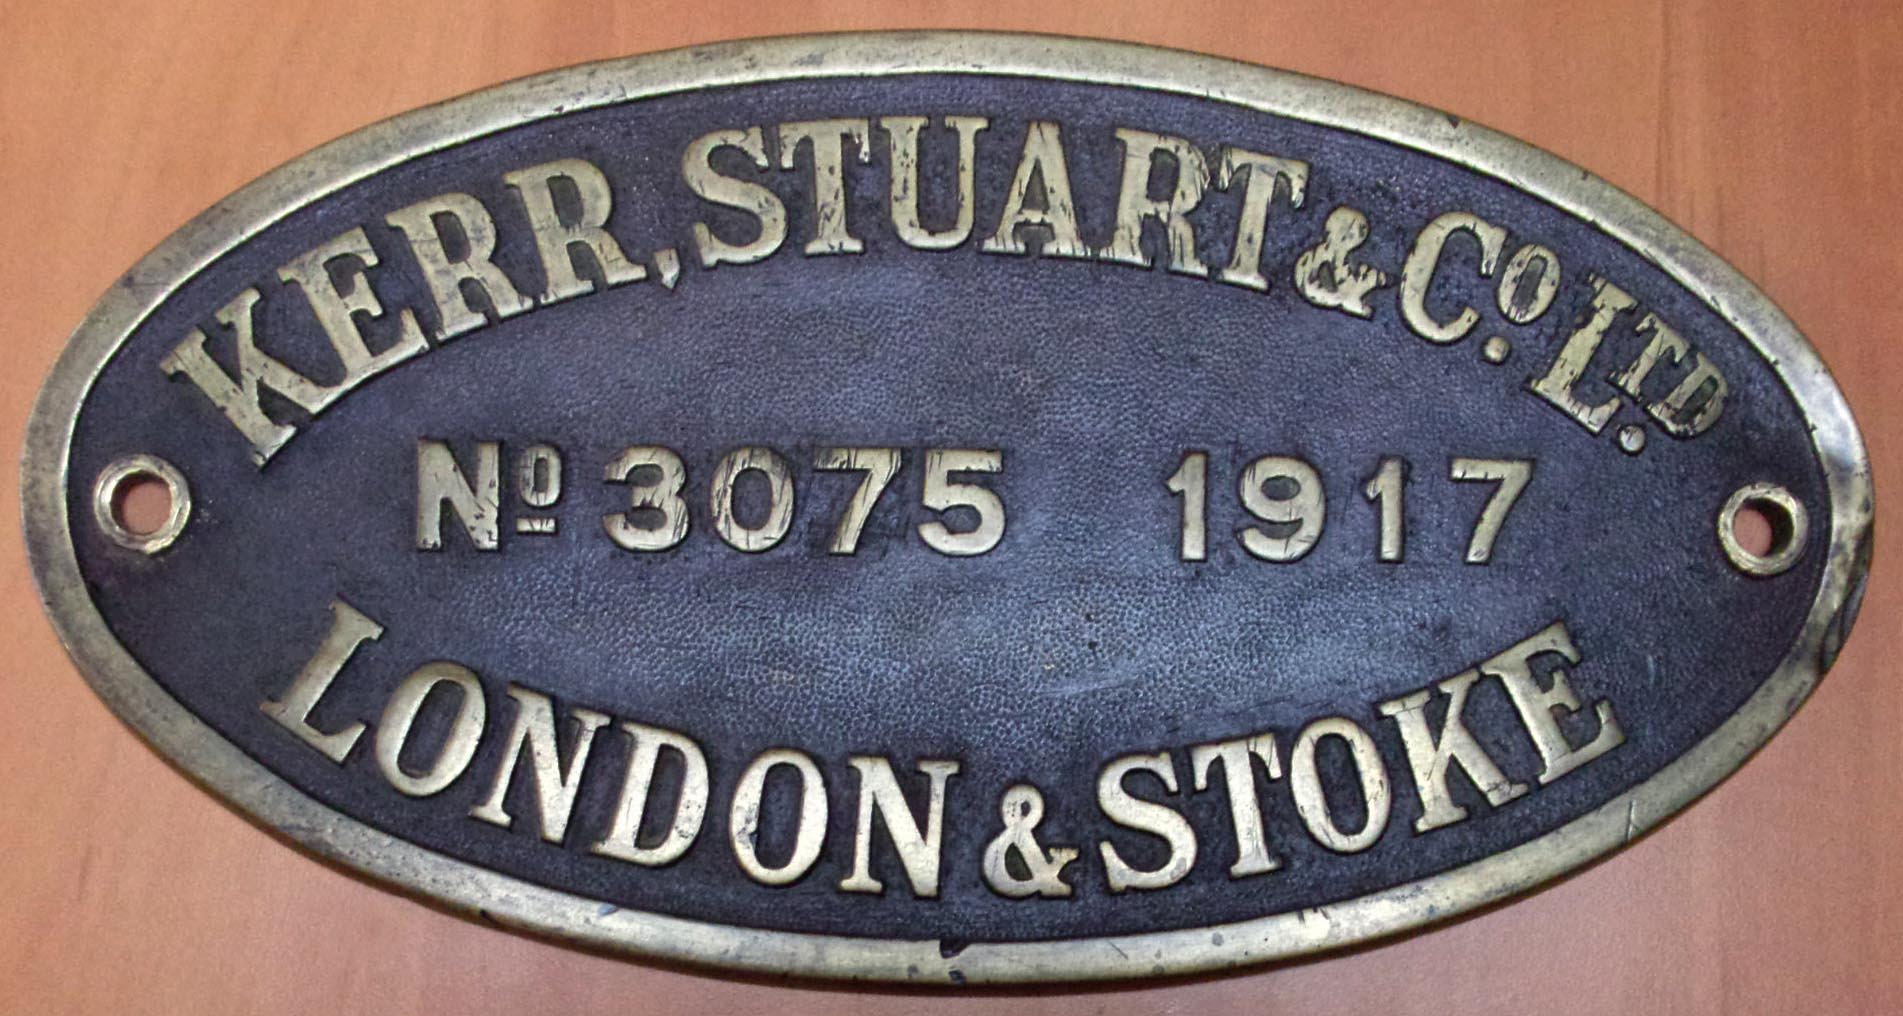 KERR, STUART & Co. LTD.
No 3075 1917
LONDON & STOKE